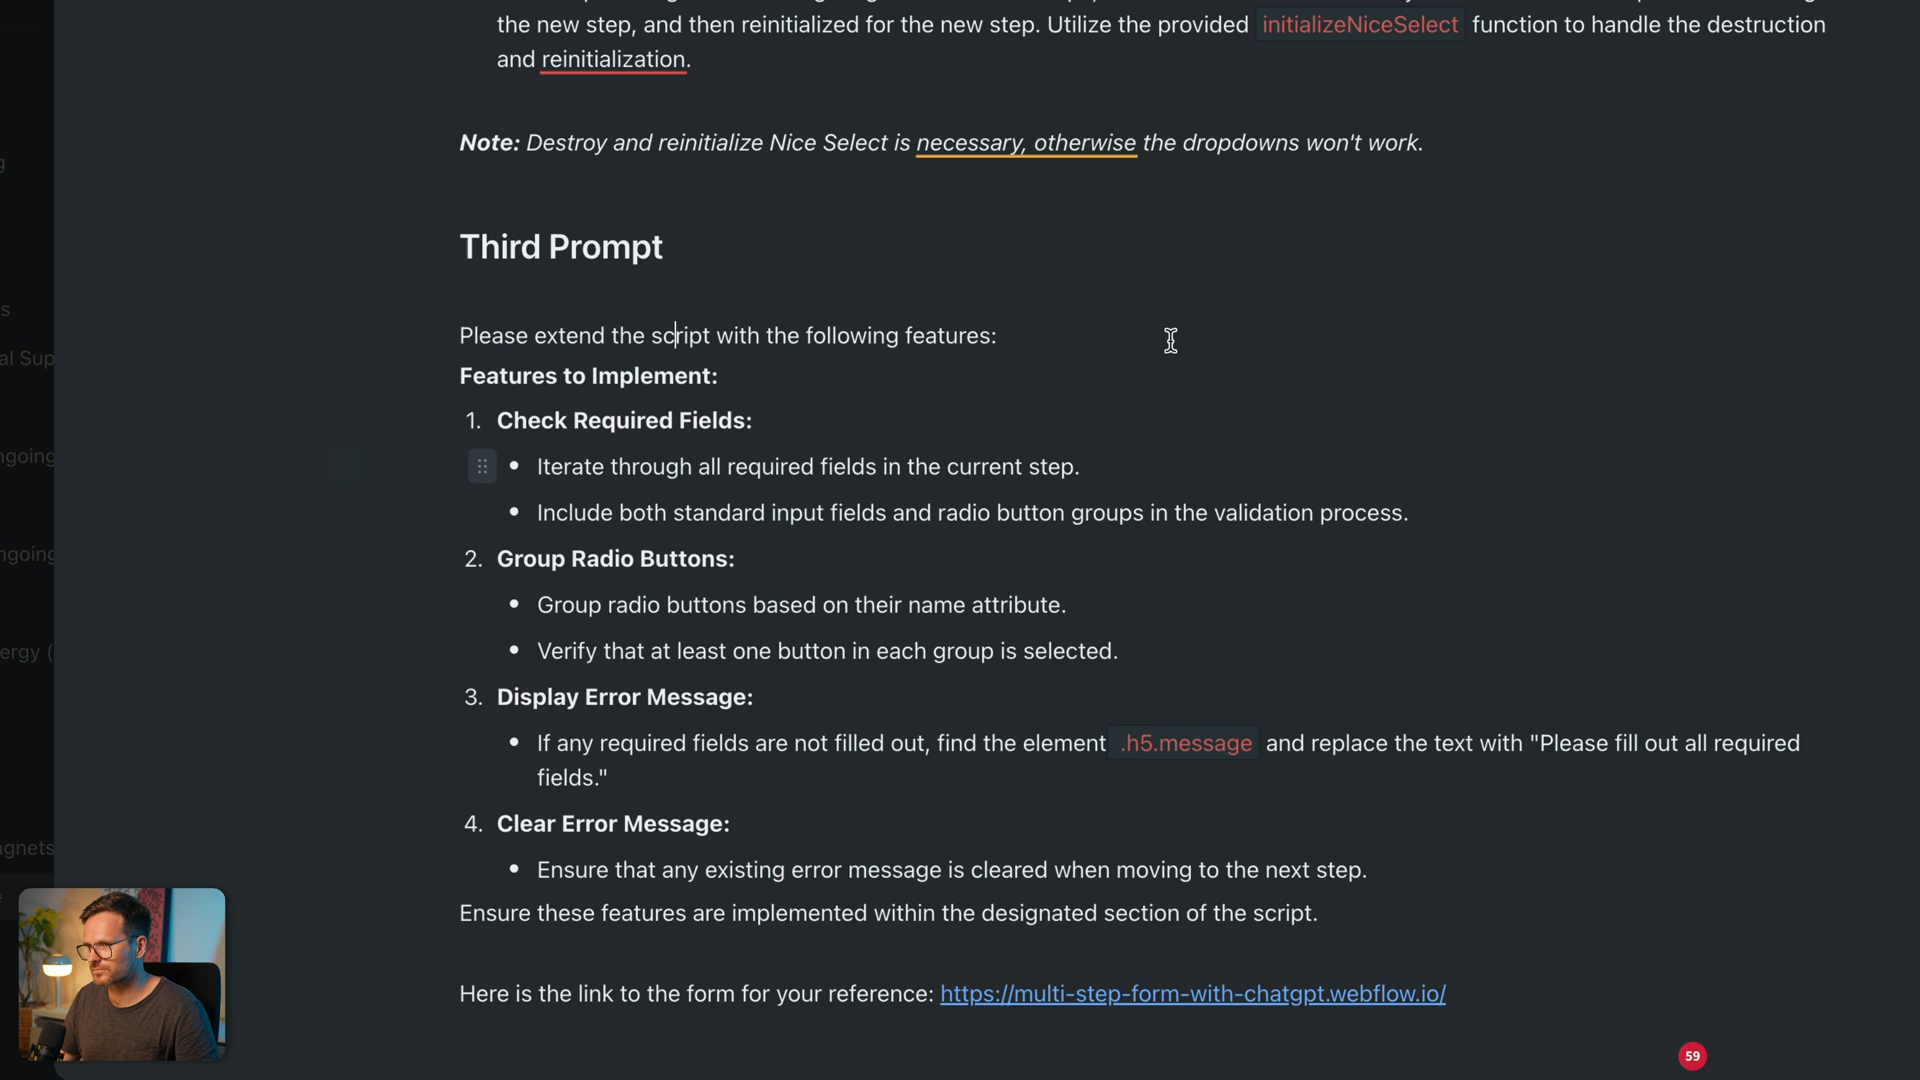 the new step, and then reinitialized for the new step. Utilize the provided initializeNiceSelect function to handle the destruction
and reinitialization.
Note: Destroy and reinitialize Nice Select is necessary, otherwise the dropdowns won't work.
Third Prompt
Please extend the script with the following features:
Features to Implement:
1. Check Required Fields:
• Iterate through all required fields in the current step.
• Include both standard input fields and radio button groups in the validation process.
2. Group Radio Buttons:
• Group radio buttons based on their name attribute.
• Verify that at least one button in each group is selected.
3. Display Error Message:
• If any required fields are not filled out, find the element .h5.message and replace the text with "Please fill out all required
fields."
4. Clear Error Message:
• Ensure that any existing error message is cleared when moving to the next step.
Ensure these features are implemented within the designated section of the script.
Here is the link to the form for your reference: https://multi-step-form-with-chatgpt.webflow.io/
g
s
al Sup
ngoing
ngoing
ergy (
agnets
59